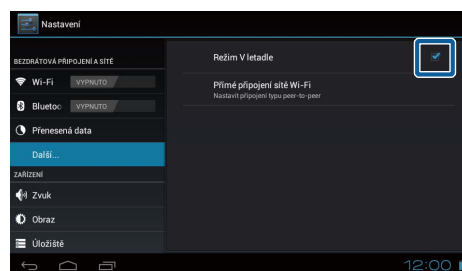 Nastavení
BEZDRÁTOVÁ PŘIPOJENÍ A SÍTĚ
Wi-Fi VYPNUTO
Bluetoo VYPNUTO
Přenesená data
Další...
ZAŘÍZENÍ
Zvuk
Obraz
Úložiště
Režim V letadle
Přímé připojení sítě Wi-Fi
Nastavit připojení typu peer-to-peer
12:00